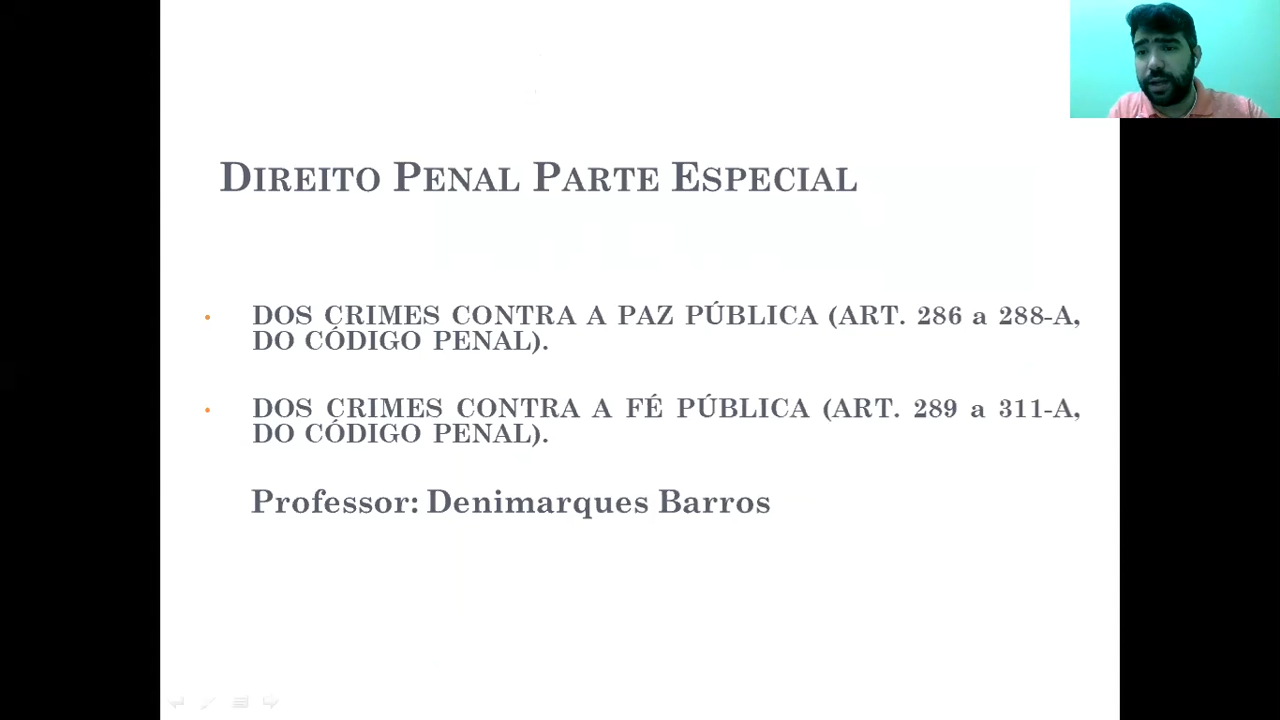 DIREITO PENAL PARTE ESPECIAL
• DOS CRIMES CONTRA A PAZ PÚBLICA (ART. 286 a 288-A,
DO CÓDIGO PENAL).
• DOS CRIMES CONTRA A FÉ PÚBLICA (ART. 289 a 311-A,
DO CÓDIGO PENAL).
Professor: Denimarques Barros